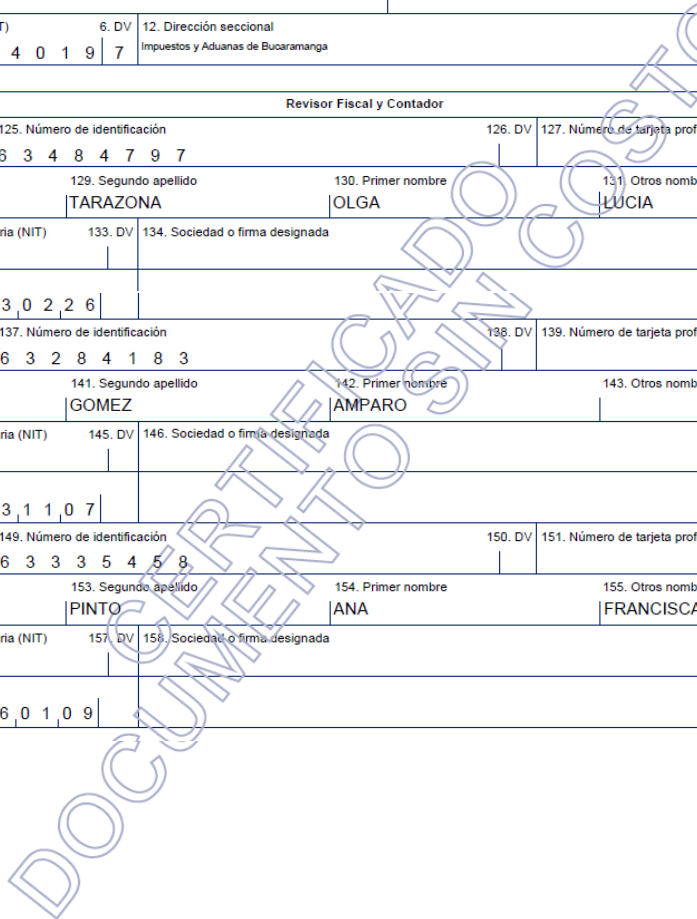 T) 6. DV 12. Dirección seccional
4 0 1 9 7 Impuestos y Aduanas de Bucaramanga
Revisor Fiscal y Contador
125. Número de identificación 126. DV 127. Número de tarjeta prof
6 3 4 8 4 7 9 7
129. Segundo apellido 130. Primer nombre 131. Otros nomb
TARAZONA OLGA LUCIA
ria (NIT) 133. DV 134. Sociedad o firma designada
3 0 2 2 6
137. Número de identificación 138. DV 139. Número de tarjeta prof
6 3 2 8 4 1 8 3
141. Segundo apellido 142. Primer nombre 143. Otros nomb
GOMEZ AMPARO
ria (NIT) 145. DV 146. Sociedad o firma designada
3 1 1 0 7
149. Número de identificación 150. DV 151. Número de tarjeta prof
6 3 3 3 5 4 5 8
153. Segundo apellido 154. Primer nombre 155. Otros nomb
PINTO ANA FRANCISCA
ria (NIT) 157. DV 158. Sociedad o firma designada
6 0 1 0 9
CERTIFICADO
DOCUMENTO SIN COSTO